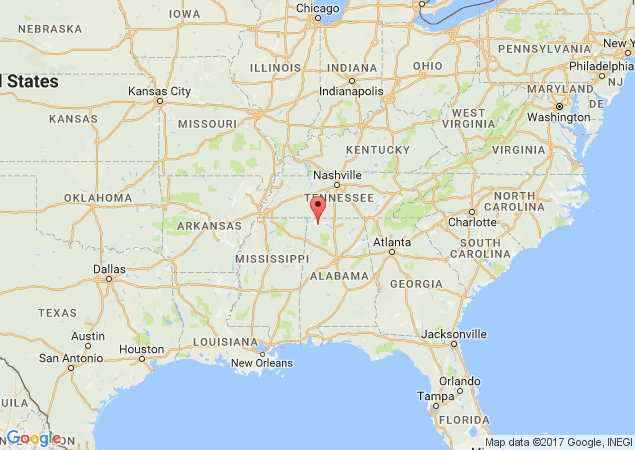 Chicago
IOWA
NEBRASKA
PENNSYLVANIA
New Y
ILLINOIS
INDIANA
OHIO
Philadelphia
d States
NJ
Kansas City
Indianapolis
MARYLAND
DE
KANSAS
MISSOURI
WEST
VIRGINIA
Washington
KENTUCKY
VIRGINIA
Nashville
OKLAHOMA
TENNESSEE
NORTH
CAROLINA
ARKANSAS
Charlotte
Atlanta
SOUTH
CAROLINA
MISSISSIPPI
Dallas
ALABAMA
GEORGIA
TEXAS
Austin
LOUISIANA
Jacksonville
San Antonio
Houston
New Orleans
Orlando
Tampa
FLORIDA
Google
Map data ©2017 Google, INEGI